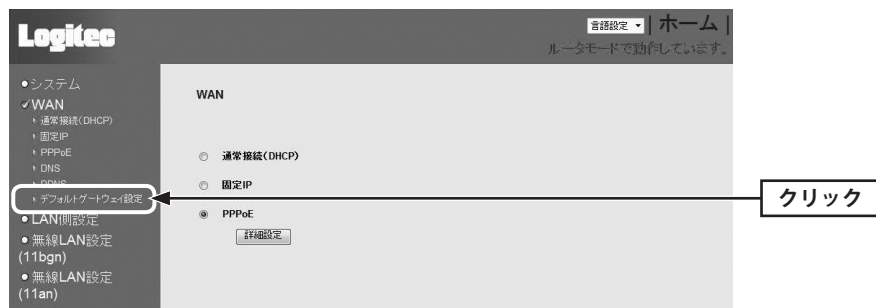 Logitec
言語設定
ホーム
ルータモードで動作しています。
システム
WAN
通常接続(DHCP)
固定IP
PPPoE
DNS
DDNS
デフォルトゲートウェイ設定
LAN側設定
無線LAN設定
(11bgn)
無線LAN設定
(11an)
WAN
通常接続(DHCP)
固定IP
PPPoE
詳細設定
クリック